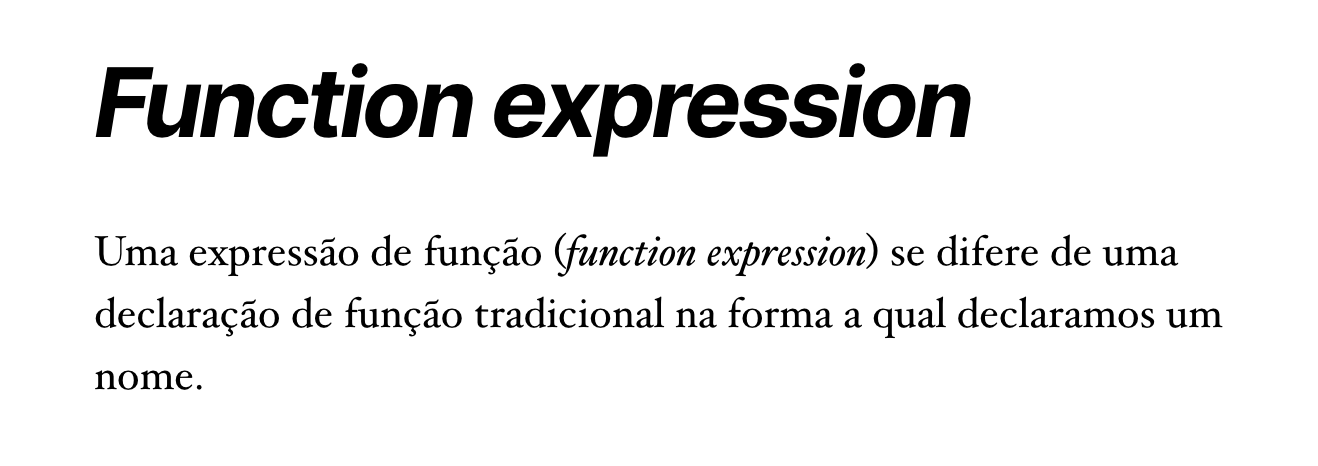 Function expression
Uma expressão de função (function expression) se difere de uma
declaração de função tradicional na forma a qual declaramos um
nome.